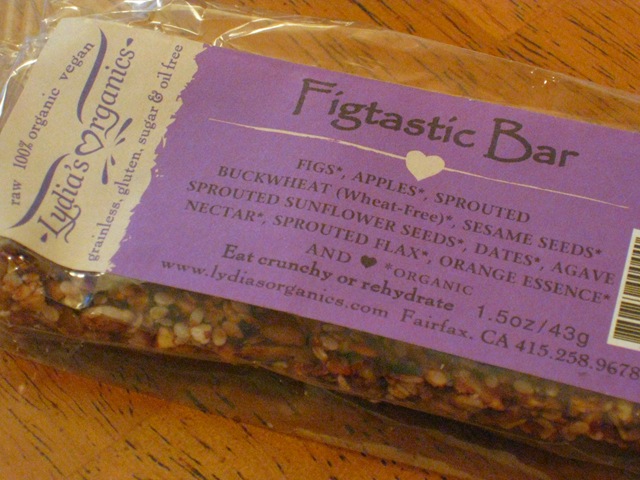 raw 100% organic vegan
Lydia's Organics
grainless, gluten, sugar & oil free
Figtastic Bar
FIGS*, APPLES*, SPROUTED
BUCKWHEAT (Wheat-Free)*, SESAME SEEDS*
SPROUTED SUNFLOWER SEEDS*, DATES*, AGAVE
NECTAR*, SPROUTED FLAX*, ORANGE ESSENCE*
AND ♥ *ORGANIC
Eat crunchy or rehydrate 1.5oz/43g
www.lydiasorganics.com Fairfax. CA 415.258.9678